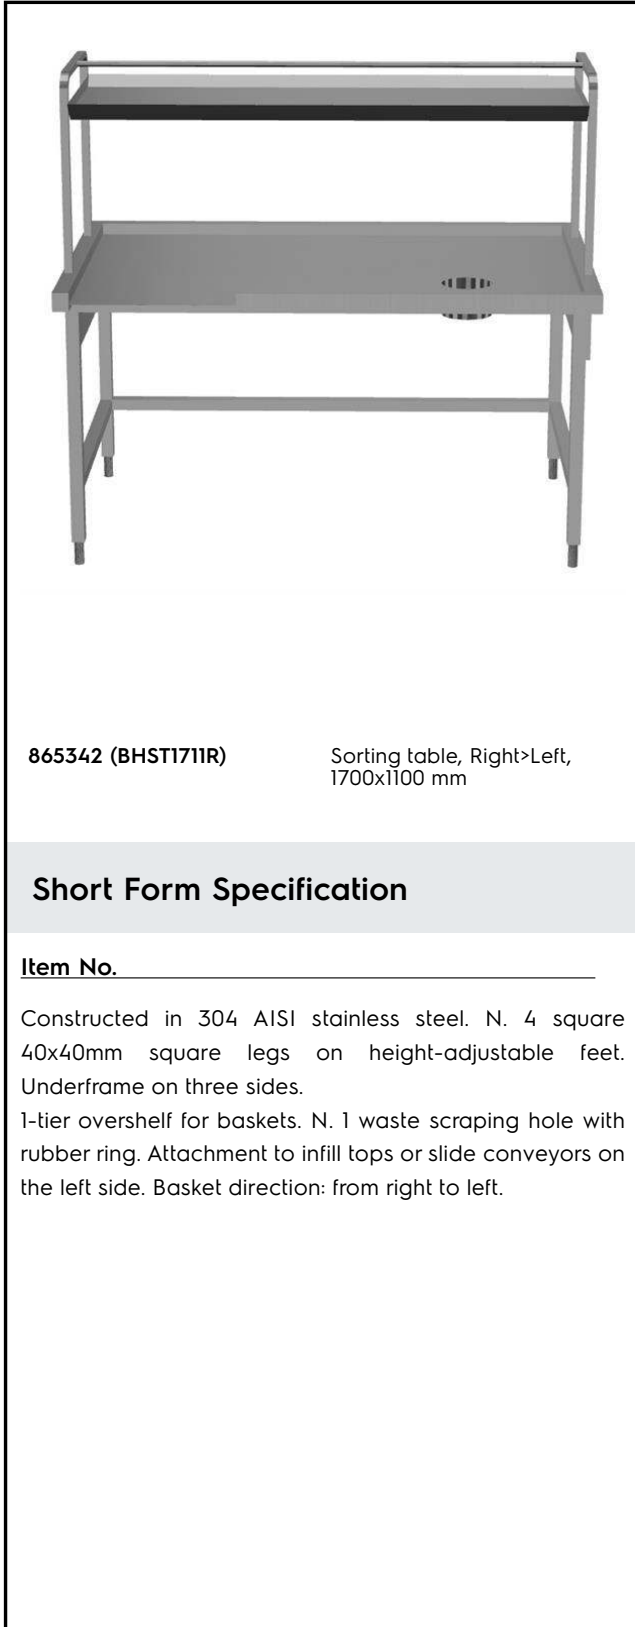 865342 (BHST1711R)
Sorting table, Right>Left,
1700x1100 mm
Short Form Specification
Item No.
Constructed in 304 AISI stainless steel. N. 4 square
40x40mm square legs on height-adjustable feet.
Underframe on three sides.
1-tier overshelf for baskets. N. 1 waste scraping hole with
rubber ring. Attachment to infill tops or slide conveyors on
the left side. Basket direction: from right to left.